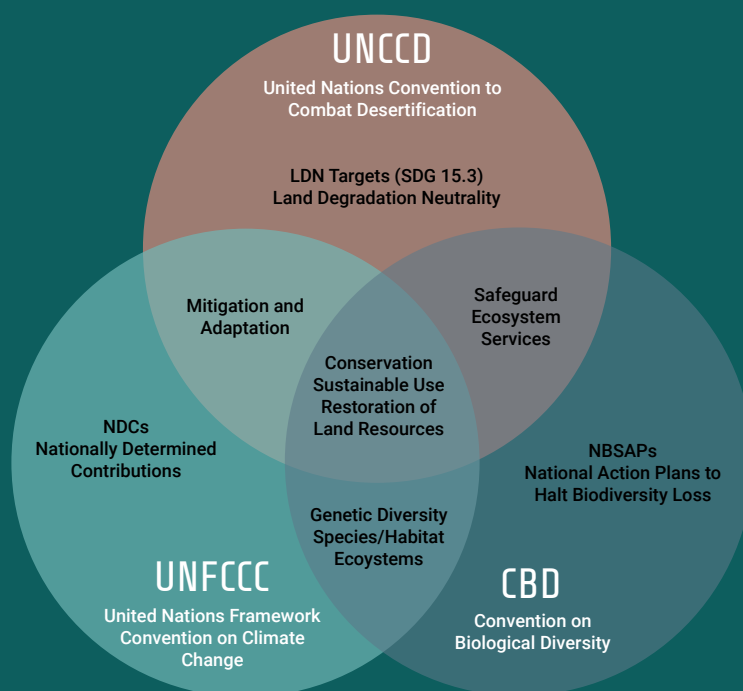 UNCCD
United Nations Convention to
Combat Desertification
LDN Targets (SDG 15.3)
Land Degradation Neutrality
Mitigation and
Adaptation
Safeguard
Ecosystem
Services
Conservation
Sustainable Use
Restoration of
Land Resources
NDCs
Nationally Determined
Contributions
NBSAPs
National Action Plans to
Halt Biodiversity Loss
Genetic Diversity
Species/Habitat
Ecoystems
UNFCCC
United Nations Framework
Convention on Climate
Change
CBD
Convention on
Biological Diversity